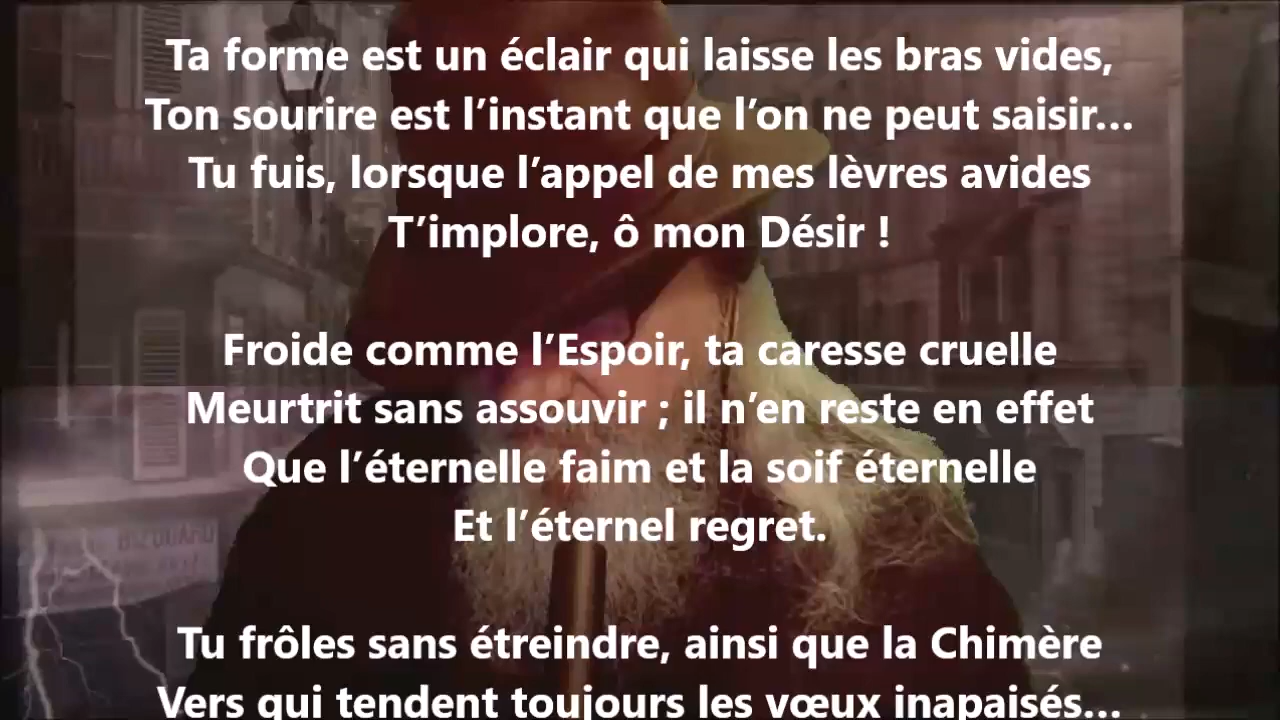 Ta forme est un éclair qui laisse les bras vides,
Ton sourire est l’instant que l’on ne peut saisir…
Tu fuis, lorsque l’appel de mes lèvres avides
T’implore, ô mon Désir !
Froide comme l’Espoir, ta caresse cruelle
Meurtrit sans assouvir ; il n’en reste en effet
Que l’éternelle faim et la soif éternelle
Et l’éternel regret.
Tu frôles sans étreindre, ainsi que la Chimère
Vers qui tendent toujours les vœux inapaisés…